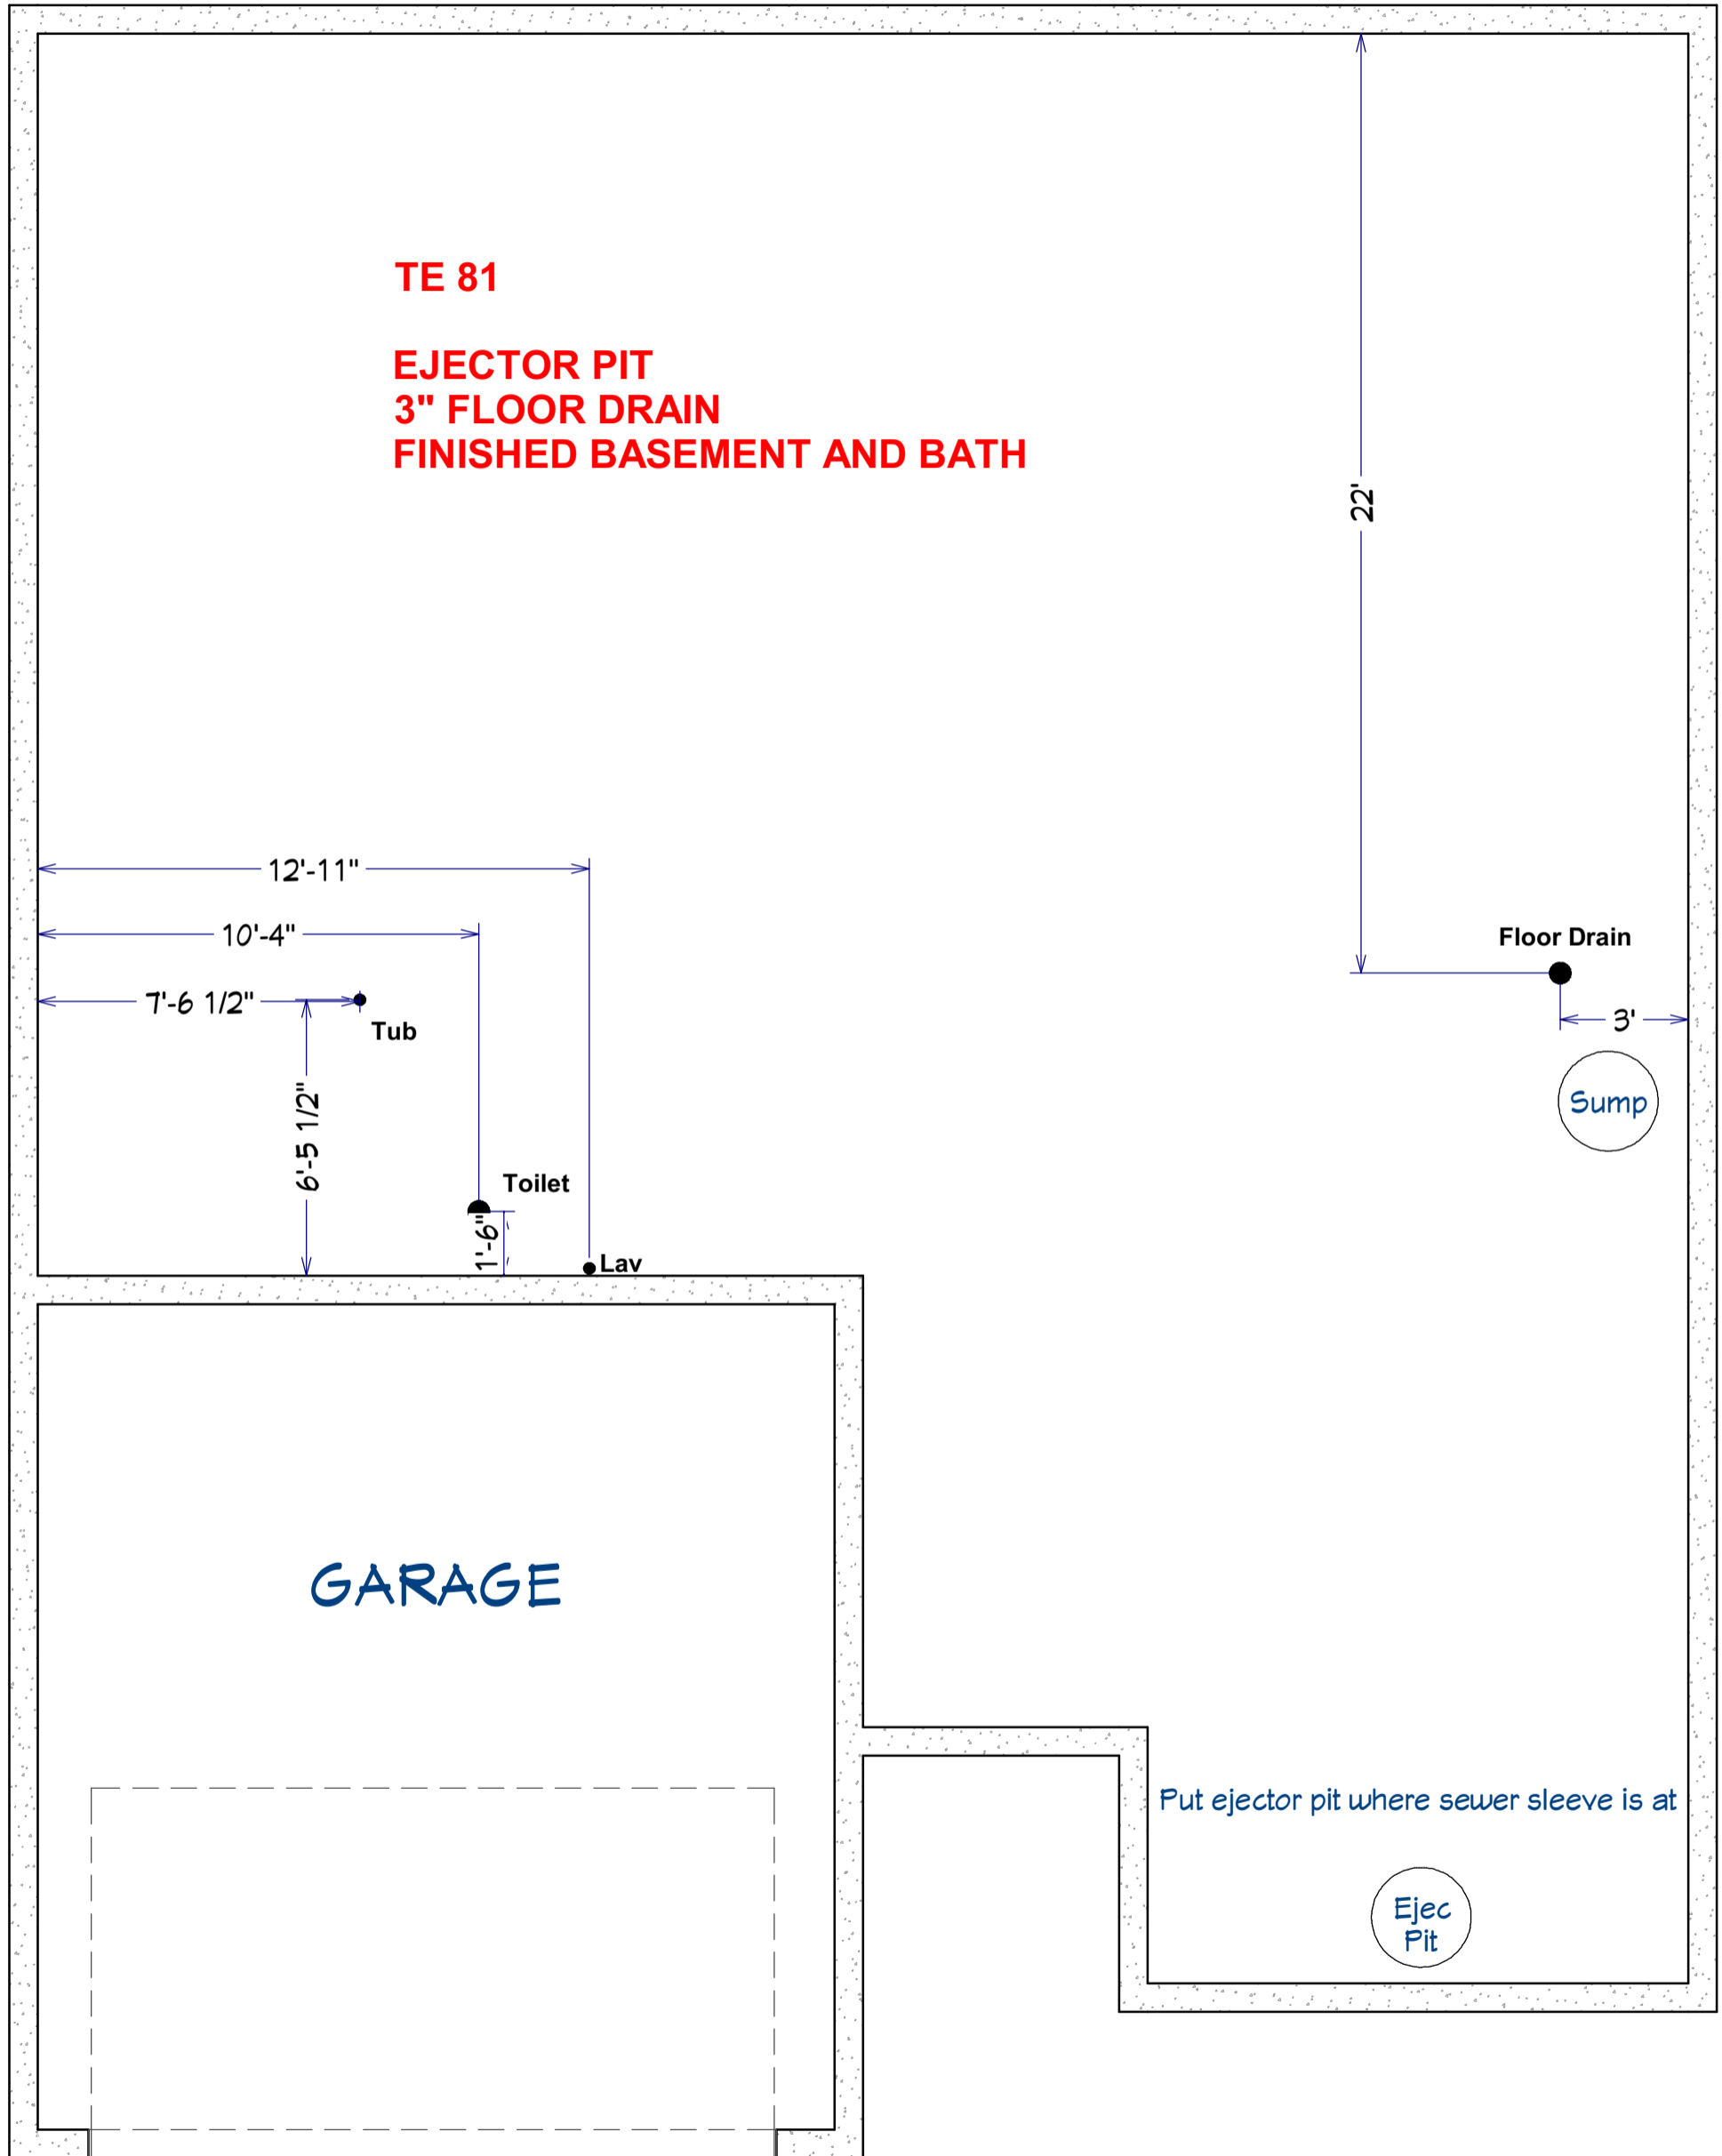 TE 81
EJECTOR PIT
3" FLOOR DRAIN
FINISHED BASEMENT AND BATH
22'
12'-11"
10'-4"
7'-6 1/2"
Tub
Floor Drain
3'
Sump
6'-5 1/2"
Toilet
1'-6"
Lav
GARAGE
Put ejector pit where sewer sleeve is at
Ejec
Pit